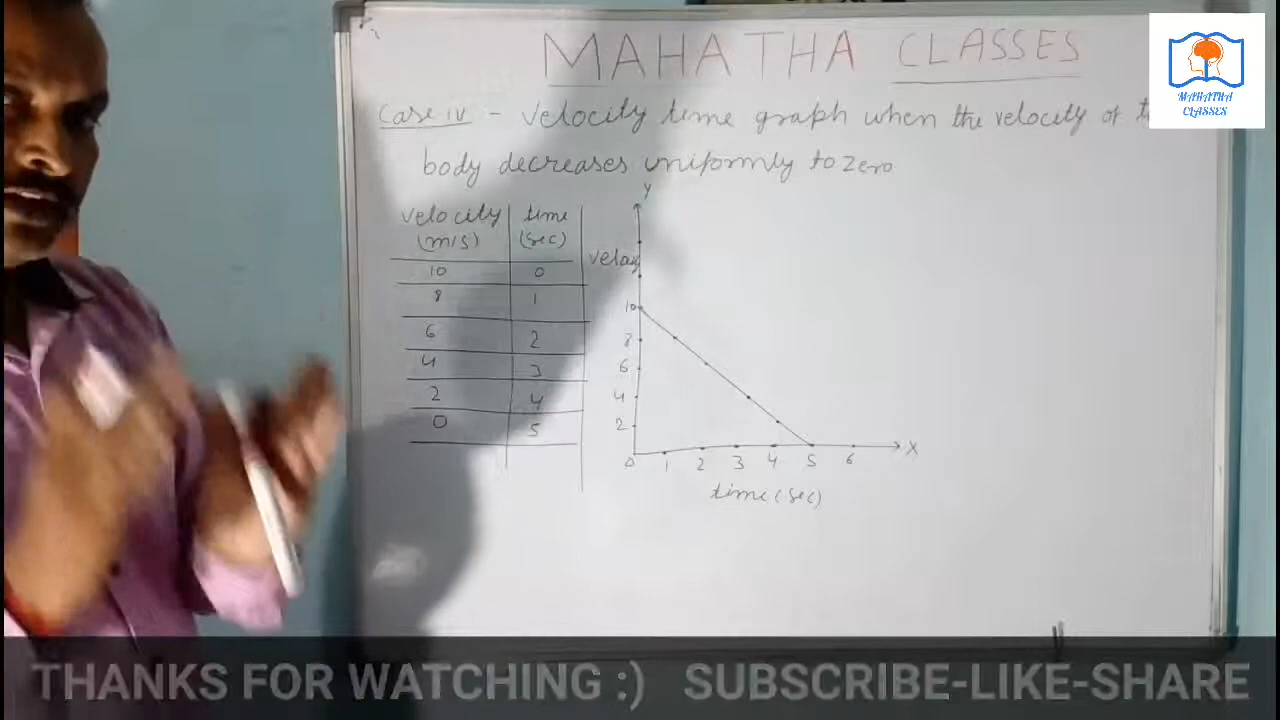 MAHATHA CLASSES
MAHATHA
CLASSES
Case IV - Velocity time graph when the velocity of
body decreases uniformly to zero
velocity time
(m/s) (sec)
10 0
8 1
6 2
4 3
2 4
0 5
Y
10
8
6
4
2
0 1 2 3 4 5 6 X
time (sec)
THANKS FOR WATCHING :) SUBSCRIBE-LIKE-SHARE